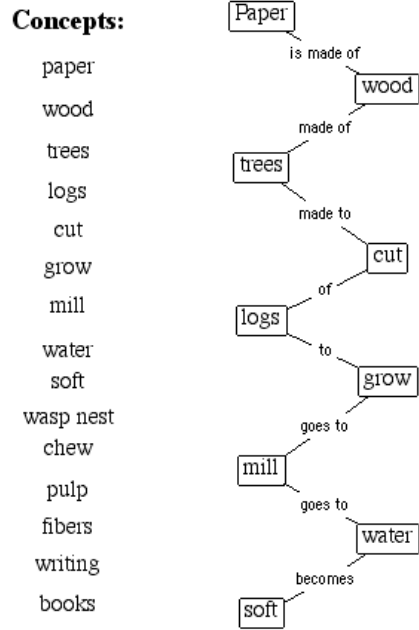 Concepts:
paper
wood
trees
logs
cut
grow
mill
water
soft
wasp nest
chew
pulp
fibers
writing
books
Paper
is made of
wood
made of
trees
made to
cut
of
logs
to
grow
goes to
mill
goes to
water
becomes
soft